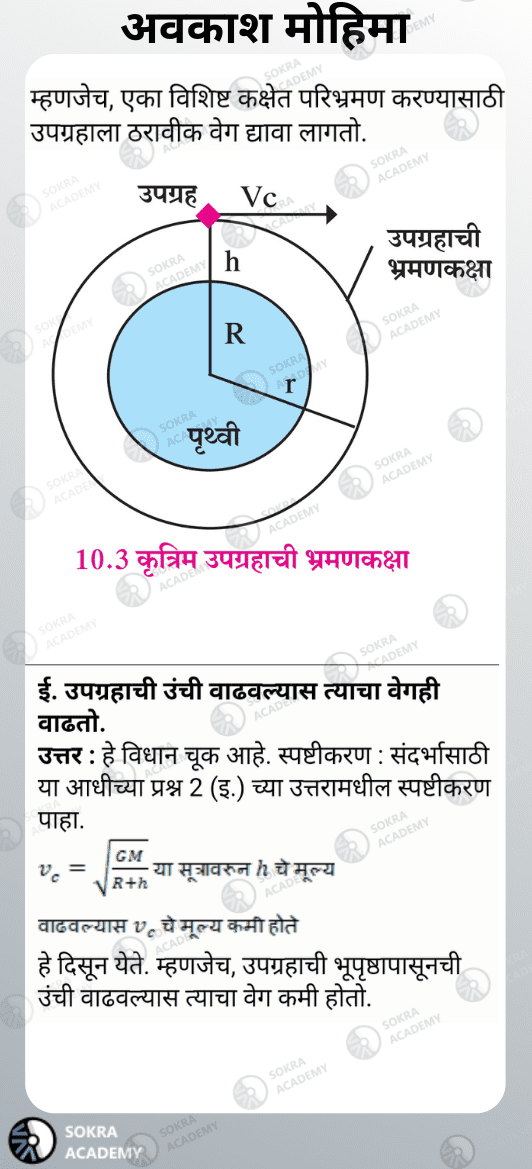 अवकाश मोहिमा
म्हणजेच, एका विशिष्ट कक्षेत परिभ्रमण करण्यासाठी
उपग्रहाला ठरावीक वेग द्यावा लागतो.
उपग्रह Vc
उपग्रहाची
भ्रमणकक्षा
h
R
r
पृथ्वी
10.3 कृत्रिम उपग्रहाची भ्रमणकक्षा
ई. उपग्रहाची उंची वाढवल्यास त्याचा वेगही
वाढतो.
उत्तर : हे विधान चूक आहे. स्पष्टीकरण : संदर्भासाठी
या आधीच्या प्रश्न 2 (इ.) च्या उत्तरामधील स्पष्टीकरण
पाहा.
v_c = √(GM/(R+h)) या सूत्रावरून h चे मूल्य
वाढवल्यास v_c चे मूल्य कमी होते
हे दिसून येते. म्हणजेच, उपग्रहाची भूपृष्ठापासूनची
उंची वाढवल्यास त्याचा वेग कमी होतो.
SOKRA
ACADEMY